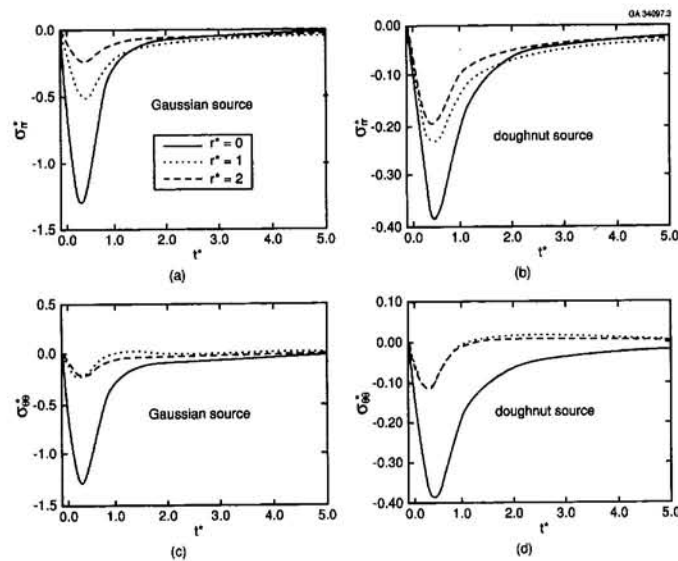 GA 34097.3
0.0
-0.5
-1.0
-1.5
σ*rr
Gaussian source
r* = 0
r* = 1
r* = 2
0.0 1.0 2.0 3.0 4.0 5.0
t*
(a)
0.0
-0.10
-0.20
-0.30
-0.40
σ*rr
doughnut source
0.0 1.0 2.0 3.0 4.0 5.0
t*
(b)
0.5
0.0
-0.5
-1.0
-1.5
σ*θθ
Gaussian source
0.0 1.0 2.0 3.0 4.0 5.0
t*
(c)
0.10
0.0
-0.10
-0.20
-0.30
-0.40
σ*θθ
doughnut source
0.0 1.0 2.0 3.0 4.0 5.0
t*
(d)